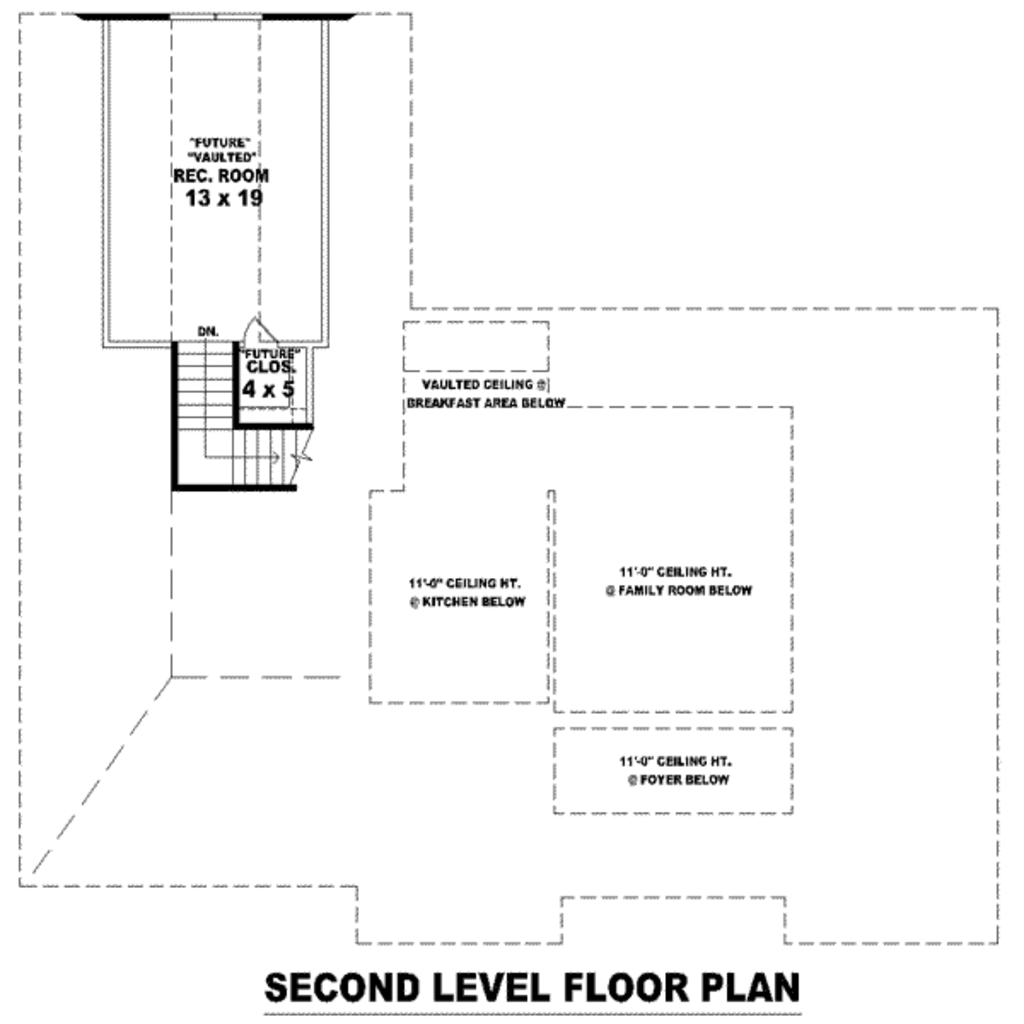 "FUTURE"
"VAULTED"
REC. ROOM
13 x 19
DN.
"FUTURE"
CLOS.
4 x 5
VAULTED CEILING @
BREAKFAST AREA BELOW
11'-0" CEILING HT.
@ KITCHEN BELOW
11'-0" CEILING HT.
@ FAMILY ROOM BELOW
11'-0" CEILING HT.
@ FOYER BELOW
SECOND LEVEL FLOOR PLAN